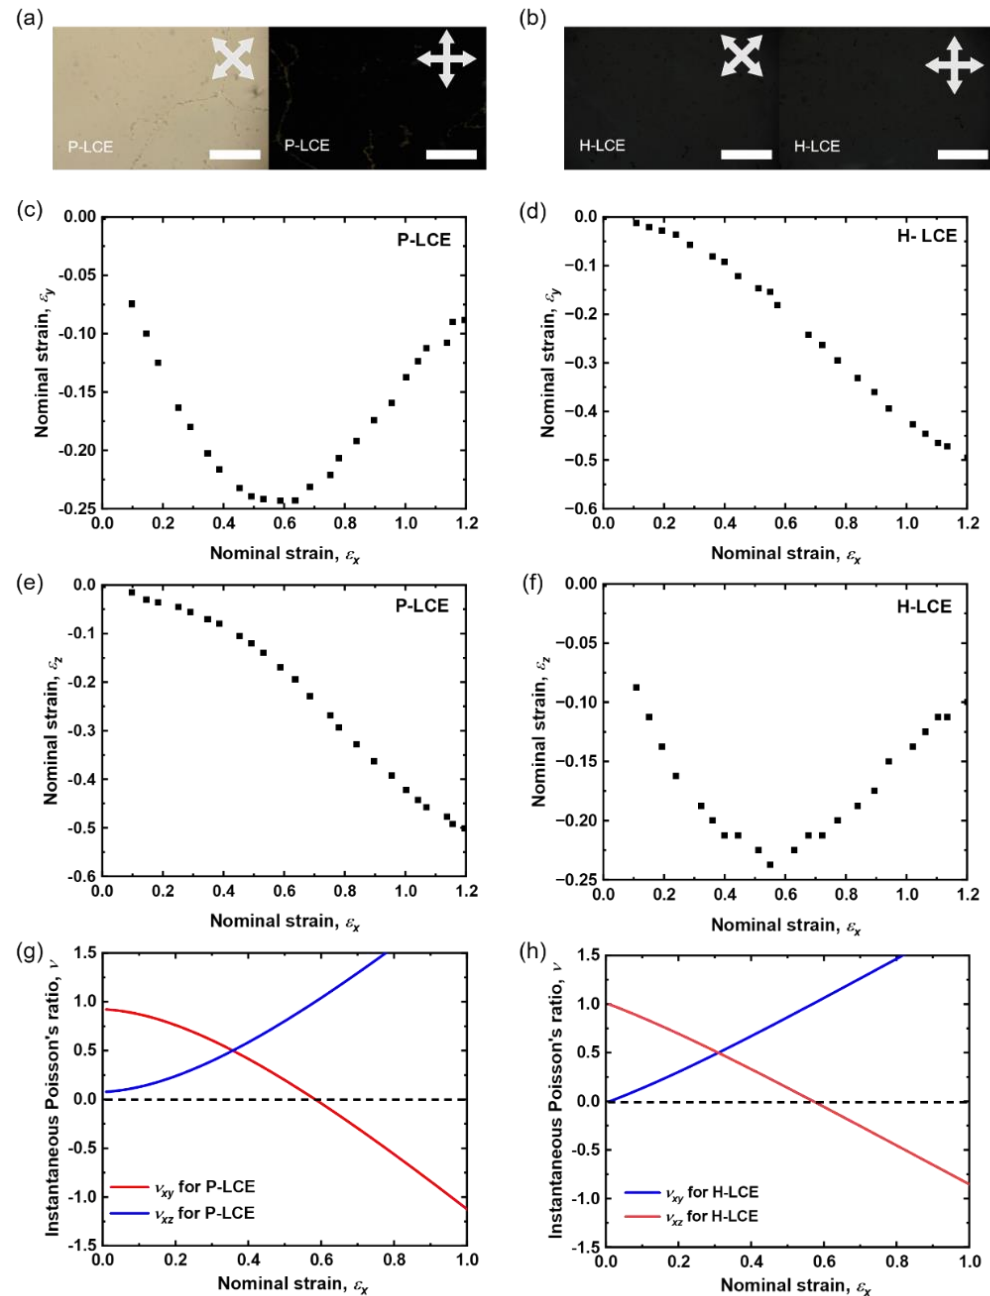 (a)
(b)
P-LCE
P-LCE
H-LCE
H-LCE
(c)
P-LCE
0.00
-0.05
-0.10
-0.15
-0.20
-0.25
Nominal strain, εy
0.0 0.2 0.4 0.6 0.8 1.0 1.2
Nominal strain, εx
(d)
H- LCE
0.0
−0.1
−0.2
−0.3
−0.4
−0.5
−0.6
Nominal strain, εy
0.0 0.2 0.4 0.6 0.8 1.0 1.2
Nominal strain, εx
(e)
P-LCE
0.0
-0.1
-0.2
-0.3
-0.4
-0.5
-0.6
Nominal strain, εz
0.0 0.2 0.4 0.6 0.8 1.0 1.2
Nominal strain, εx
(f)
H-LCE
0.00
−0.05
−0.10
−0.15
−0.20
−0.25
Nominal strain, εz
0.0 0.2 0.4 0.6 0.8 1.0 1.2
Nominal strain, εx
(g)
1.5
1.0
0.5
0.0
-0.5
-1.0
-1.5
Instantaneous Poisson's ratio, ν
νxy for P-LCE
νxz for P-LCE
0.0 0.2 0.4 0.6 0.8 1.0
Nominal strain, εx
(h)
1.5
1.0
0.5
0.0
-0.5
-1.0
-1.5
Instantaneous Poisson's ratio, ν
νxy for H-LCE
νxz for H-LCE
0.0 0.2 0.4 0.6 0.8 1.0
Nominal strain, εx